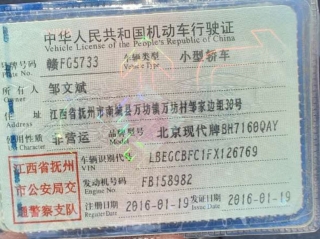 中华人民共和国机动车行驶证
Vehicle License of the People's Republic of China
号牌号码 赣FG5733 车辆类型 小型轿车
Plate No. Vehicle Type
所有人 邹文斌
Owner
住址 江西省抚州市南城县万坊镇万坊村邹家边组30号
使用性质 非营运 品牌型号 北京现代牌BH7160QAY
Use Character
江西省抚州
市公安局交
通警察支队
车辆识别代号 LBEGCBFC1FX126769
VIN
发动机号码 FB158982
Engine No.
注册日期 2016-01-19 发证日期 2016-01-19
Register Date Issue Date